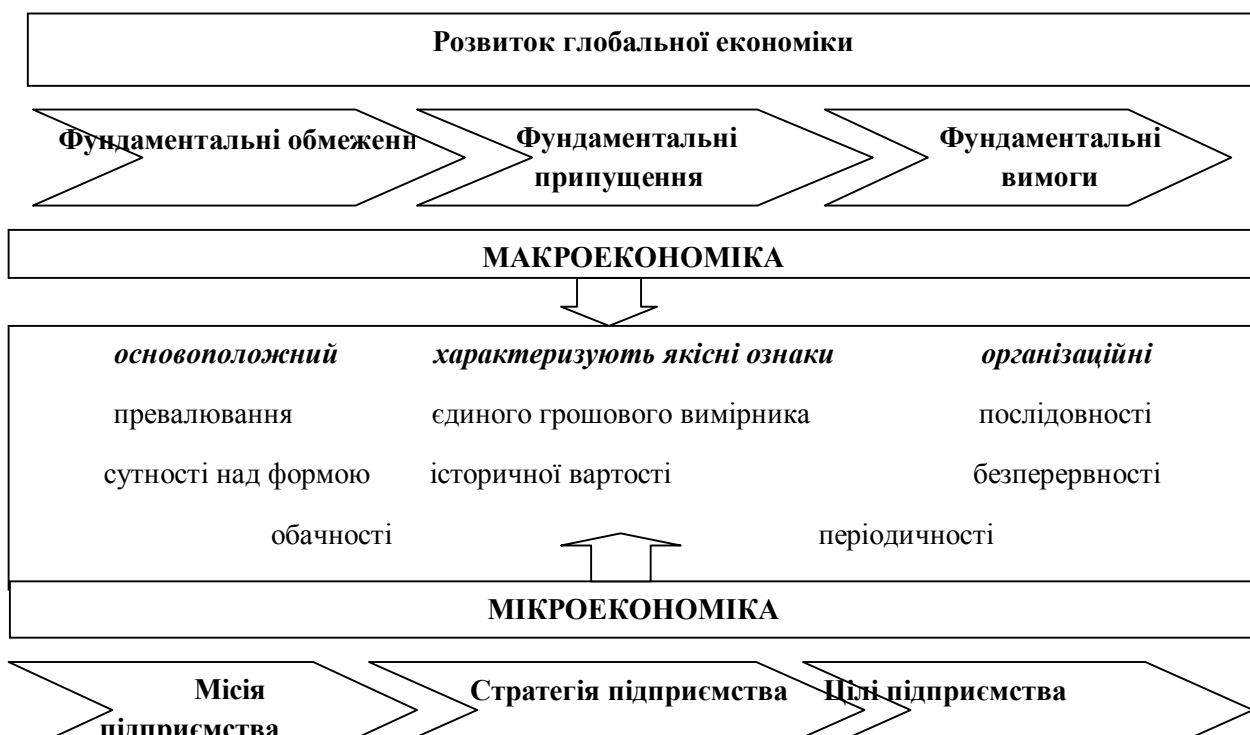 Розвиток глобальної економіки
Фундаментальні обмеженн
Фундаментальні
припущення
Фундаментальні
вимоги
МАКРОЕКОНОМІКА
основоположний характеризують якісні ознаки організаційні
превалювання єдиного грошового вимірника послідовності
сутності над формою історичної вартості безперервності
обачності періодичності
МІКРОЕКОНОМІКА
Місія
підприємства
Стратегія підприємства
Цілі підприємства